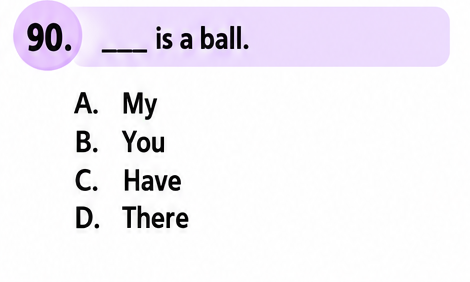 90. ___ is a ball.
A. My
B. You
C. Have
D. There